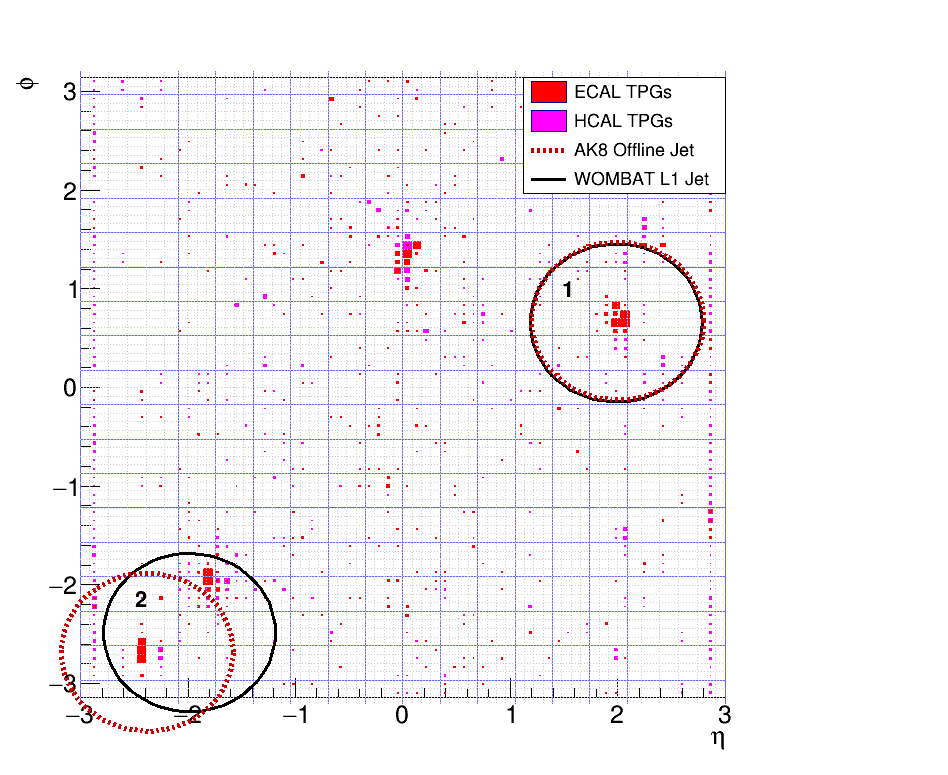 φ
3
2
1
0
−1
−2
−3
ECAL TPGs
HCAL TPGs
AK8 Offline Jet
WOMBAT L1 Jet
1
2
−3 −2 −1 0 1 2 3
η